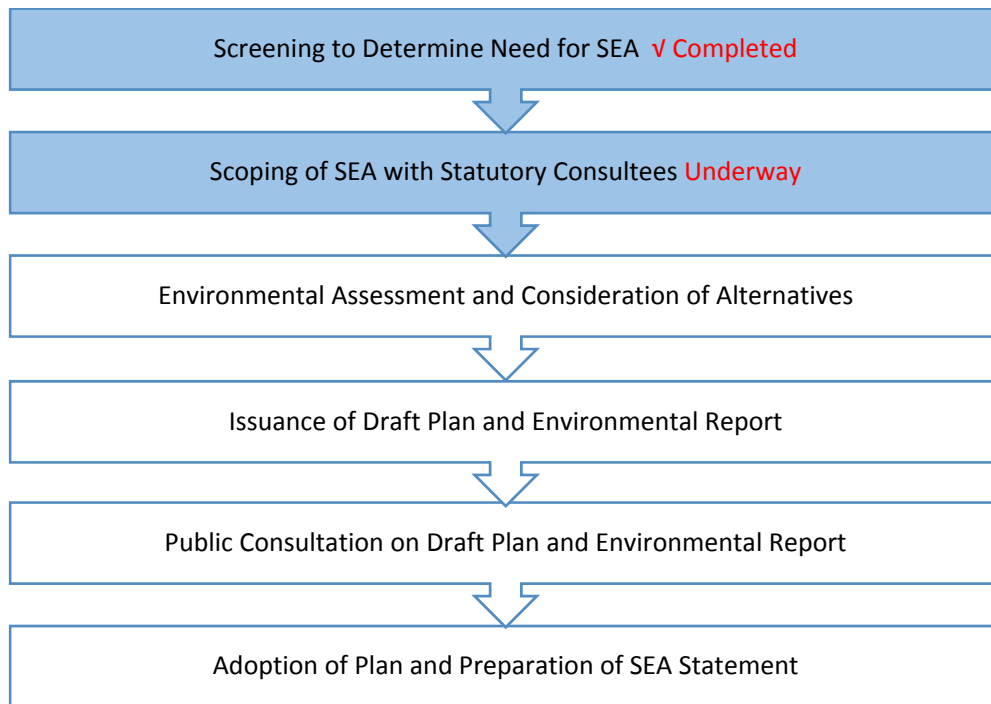 Screening to Determine Need for SEA √ Completed
Scoping of SEA with Statutory Consultees Underway
Environmental Assessment and Consideration of Alternatives
Issuance of Draft Plan and Environmental Report
Public Consultation on Draft Plan and Environmental Report
Adoption of Plan and Preparation of SEA Statement